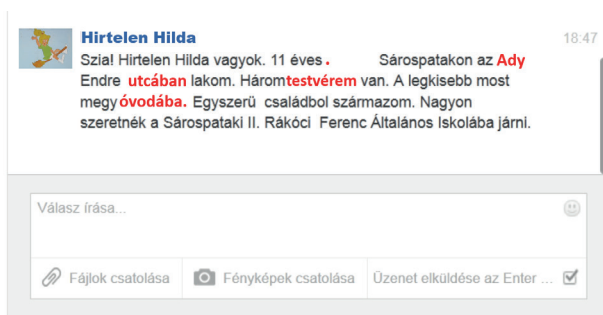 Hirtelen Hilda 18:47
Szia! Hirtelen Hilda vagyok. 11 éves . Sárospatakon az Ady
Endre utcában lakom. Háromtestvérem van. A legkisebb most
megy óvodába. Egyszerű családbol származom. Nagyon
szeretnék a Sárospataki II. Rákóci Ferenc Általános Iskolába járni.
Válasz írása...
Fájlok csatolása Fényképek csatolása Üzenet elküldése az Enter ...